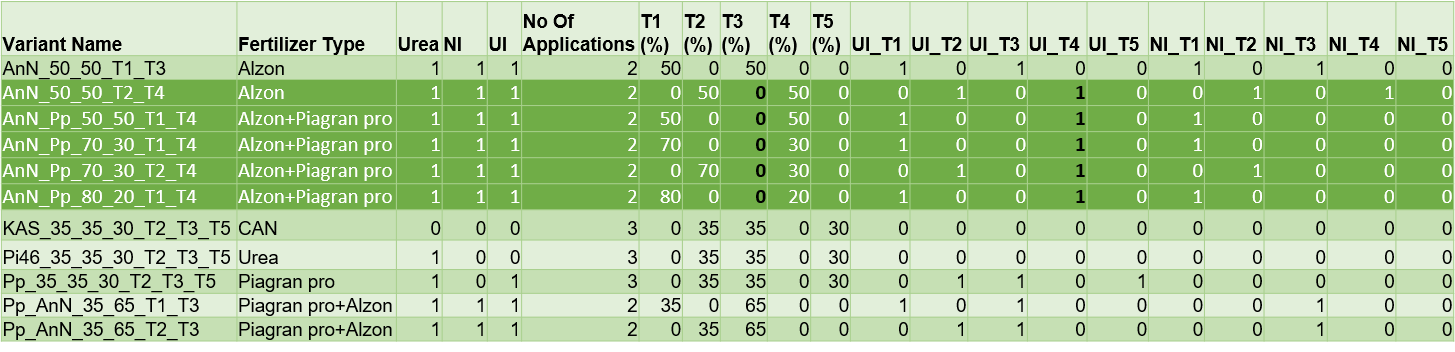 Variant Name Fertilizer Type Urea NI UI No Of Applications T1 (%) T2 (%) T3 (%) T4 (%) T5 (%) UI_T1 UI_T2 UI_T3 UI_T4 UI_T5 NI_T1 NI_T2 NI_T3 NI_T4 NI_T5
AnN_50_50_T1_T3 Alzon 1 1 1 2 50 0 50 0 0 1 0 1 0 0 1 0 1 0 0
AnN_50_50_T2_T4 Alzon 1 1 1 2 0 50 0 50 0 0 1 0 1 0 0 1 0 1 0
AnN_Pp_50_50_T1_T4 Alzon+Piagran pro 1 1 1 2 50 0 0 50 0 1 0 0 1 0 1 0 0 0 0
AnN_Pp_70_30_T1_T4 Alzon+Piagran pro 1 1 1 2 70 0 0 30 0 1 0 0 1 0 1 0 0 0 0
AnN_Pp_70_30_T2_T4 Alzon+Piagran pro 1 1 1 2 0 70 0 30 0 0 1 0 1 0 0 1 0 0 0
AnN_Pp_80_20_T1_T4 Alzon+Piagran pro 1 1 1 2 80 0 0 20 0 1 0 0 1 0 1 0 0 0 0
KAS_35_35_30_T2_T3_T5 CAN 0 0 0 3 0 35 35 0 30 0 0 0 0 0 0 0 0 0 0
Pi46_35_35_30_T2_T3_T5 Urea 1 0 0 3 0 35 35 0 30 0 0 0 0 0 0 0 0 0 0
Pp_35_35_30_T2_T3_T5 Piagran pro 1 0 1 3 0 35 35 0 30 0 1 1 0 1 0 0 0 0 0
Pp_AnN_35_65_T1_T3 Piagran pro+Alzon 1 1 1 2 35 0 65 0 0 1 0 1 0 0 0 0 1 0 0
Pp_AnN_35_65_T2_T3 Piagran pro+Alzon 1 1 1 2 0 35 65 0 0 0 1 1 0 0 0 0 1 0 0